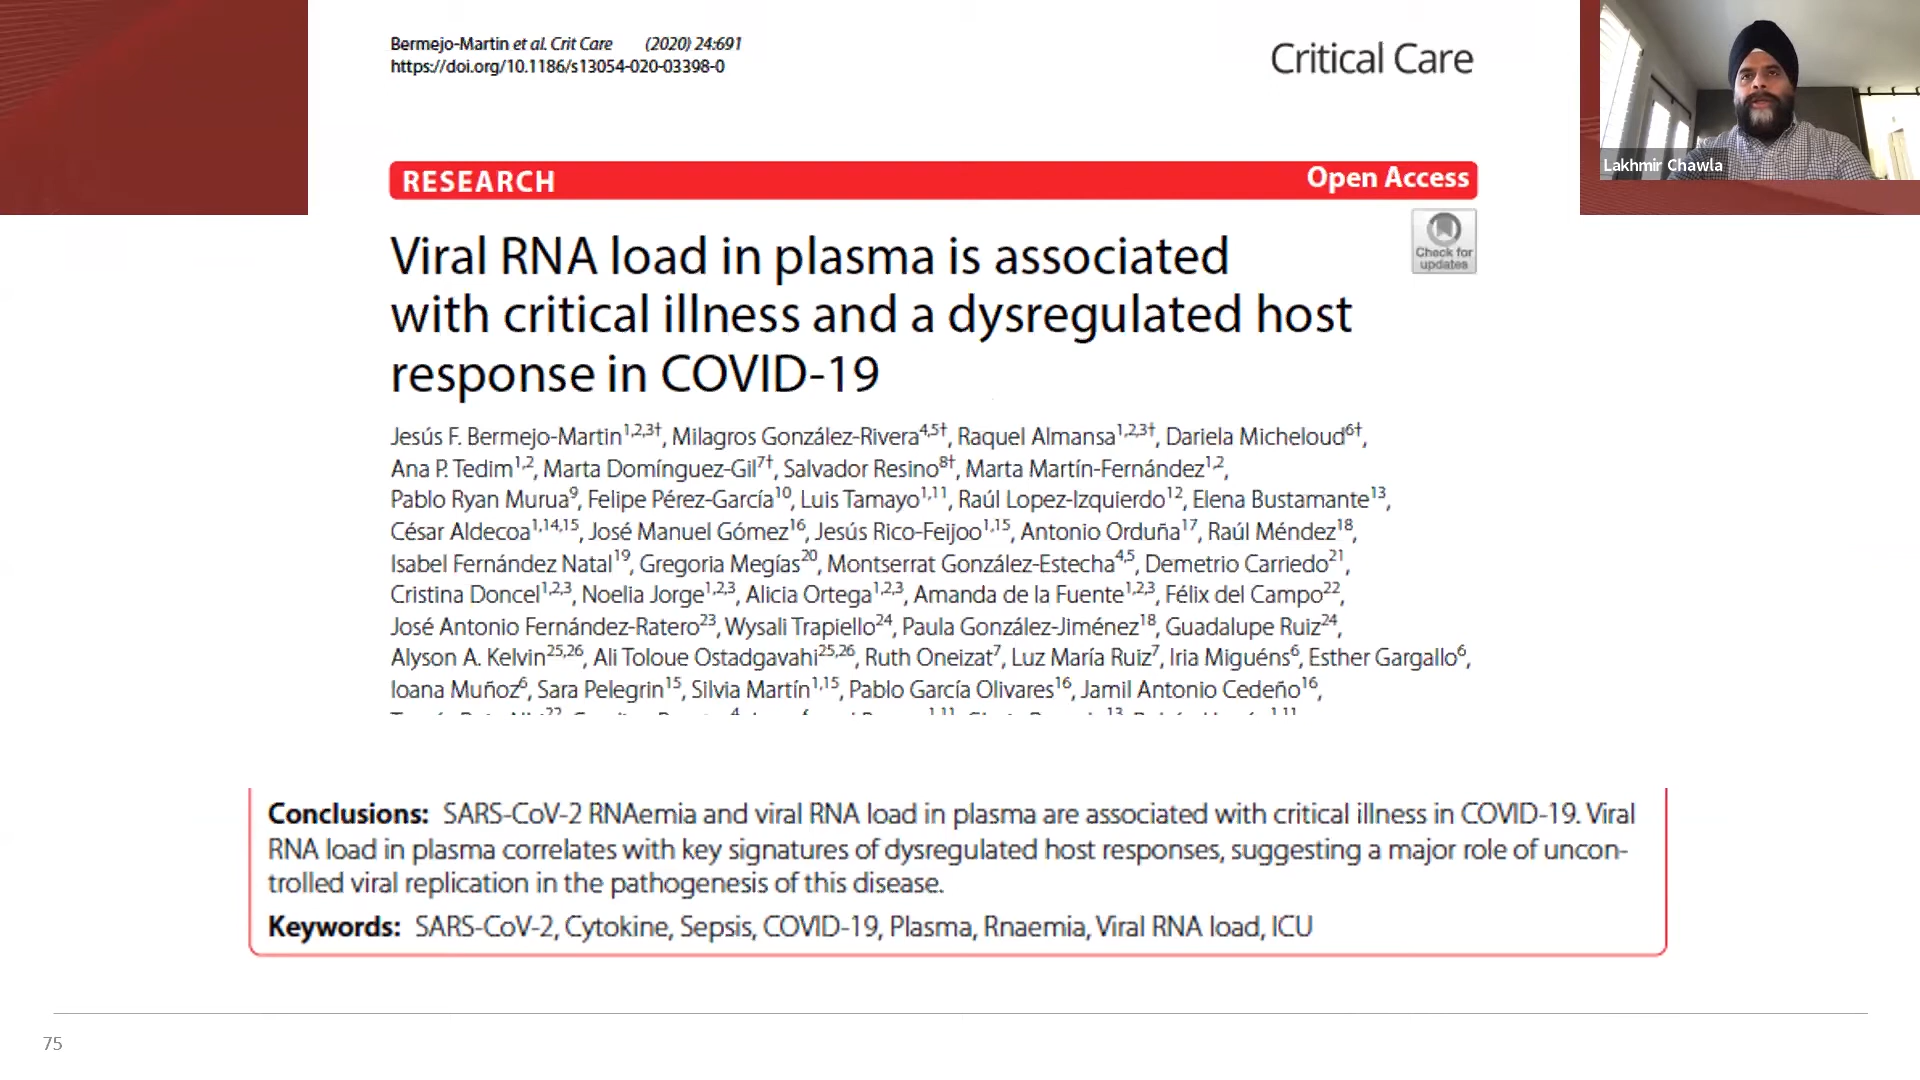 Bermejo-Martin et al. Crit Care (2020) 24:691
https://doi.org/10.1186/s13054-020-03398-0
Critical Care
Lakhmir Chawla
RESEARCH
Open Access
Check for
updates
Viral RNA load in plasma is associated
with critical illness and a dysregulated host
response in COVID-19
Jesús F. Bermejo-Martin1,2,3†, Milagros González-Rivera4,5†, Raquel Almansa1,2,3†, Dariela Micheloud6†,
Ana P. Tedim1,2, Marta Domínguez-Gil7†, Salvador Resino8†, Marta Martín-Fernández1,2,
Pablo Ryan Murua9, Felipe Pérez-García10, Luis Tamayo1,11, Raúl Lopez-Izquierdo12, Elena Bustamante13,
César Aldecoa1,14,15, José Manuel Gómez16, Jesús Rico-Feijoo1,15, Antonio Orduña17, Raúl Méndez18,
Isabel Fernández Natal19, Gregoria Megías20, Montserrat González-Estecha4,5, Demetrio Carriedo21,
Cristina Doncel1,2,3, Noelia Jorge1,2,3, Alicia Ortega1,2,3, Amanda de la Fuente1,2,3, Félix del Campo22,
José Antonio Fernández-Ratero23, Wysali Trapiello24, Paula González-Jiménez18, Guadalupe Ruiz24,
Alyson A. Kelvin25,26, Ali Toloue Ostadgavahi25,26, Ruth Oneizat7, Luz María Ruiz7, Iria Miguéns6, Esther Gargallo6,
Ioana Muñoz6, Sara Pelegrin15, Silvia Martín1,15, Pablo García Olivares16, Jamil Antonio Cedeño16,
Conclusions: SARS-CoV-2 RNAemia and viral RNA load in plasma are associated with critical illness in COVID-19. Viral
RNA load in plasma correlates with key signatures of dysregulated host responses, suggesting a major role of uncon-
trolled viral replication in the pathogenesis of this disease.
Keywords: SARS-CoV-2, Cytokine, Sepsis, COVID-19, Plasma, Rnaemia, Viral RNA load, ICU
75